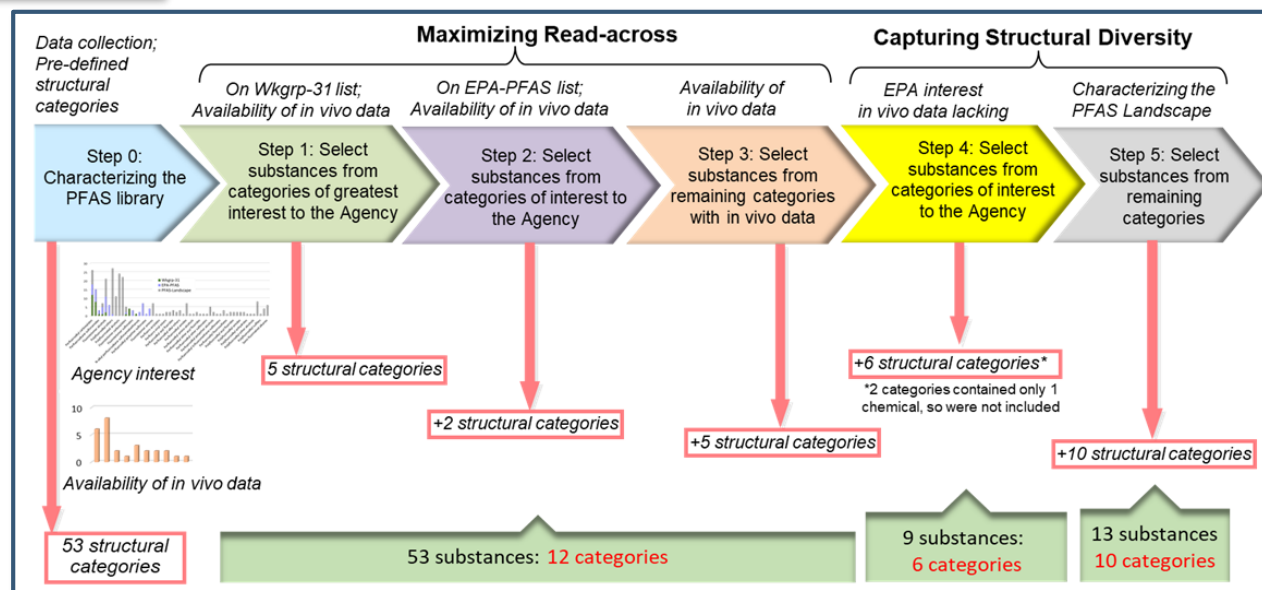 Maximizing Read-across
Capturing Structural Diversity
Data collection;
Pre-defined
structural
categories
On Wkgrp-31 list;
Availability of in vivo data
On EPA-PFAS list;
Availability of in vivo data
Availability of
in vivo data
EPA interest
in vivo data lacking
Characterizing the
PFAS Landscape
Step 0:
Characterizing the
PFAS library
Step 1: Select
substances from
categories of greatest
interest to the Agency
Step 2: Select
substances from
categories of interest to
the Agency
Step 3: Select
substances from
remaining categories
with in vivo data
Step 4: Select
substances from
categories of interest
to the Agency
Step 5: Select
substances from
remaining
categories
Wkgrp-31
EPA-PFAS
PFAS Landscape
Agency interest
10
5
0
Availability of in vivo data
53 structural
categories
5 structural categories
+2 structural categories
+5 structural categories
+6 structural categories*
*2 categories contained only 1
chemical, so were not included
+10 structural categories
53 substances: 12 categories
9 substances:
6 categories
13 substances
10 categories